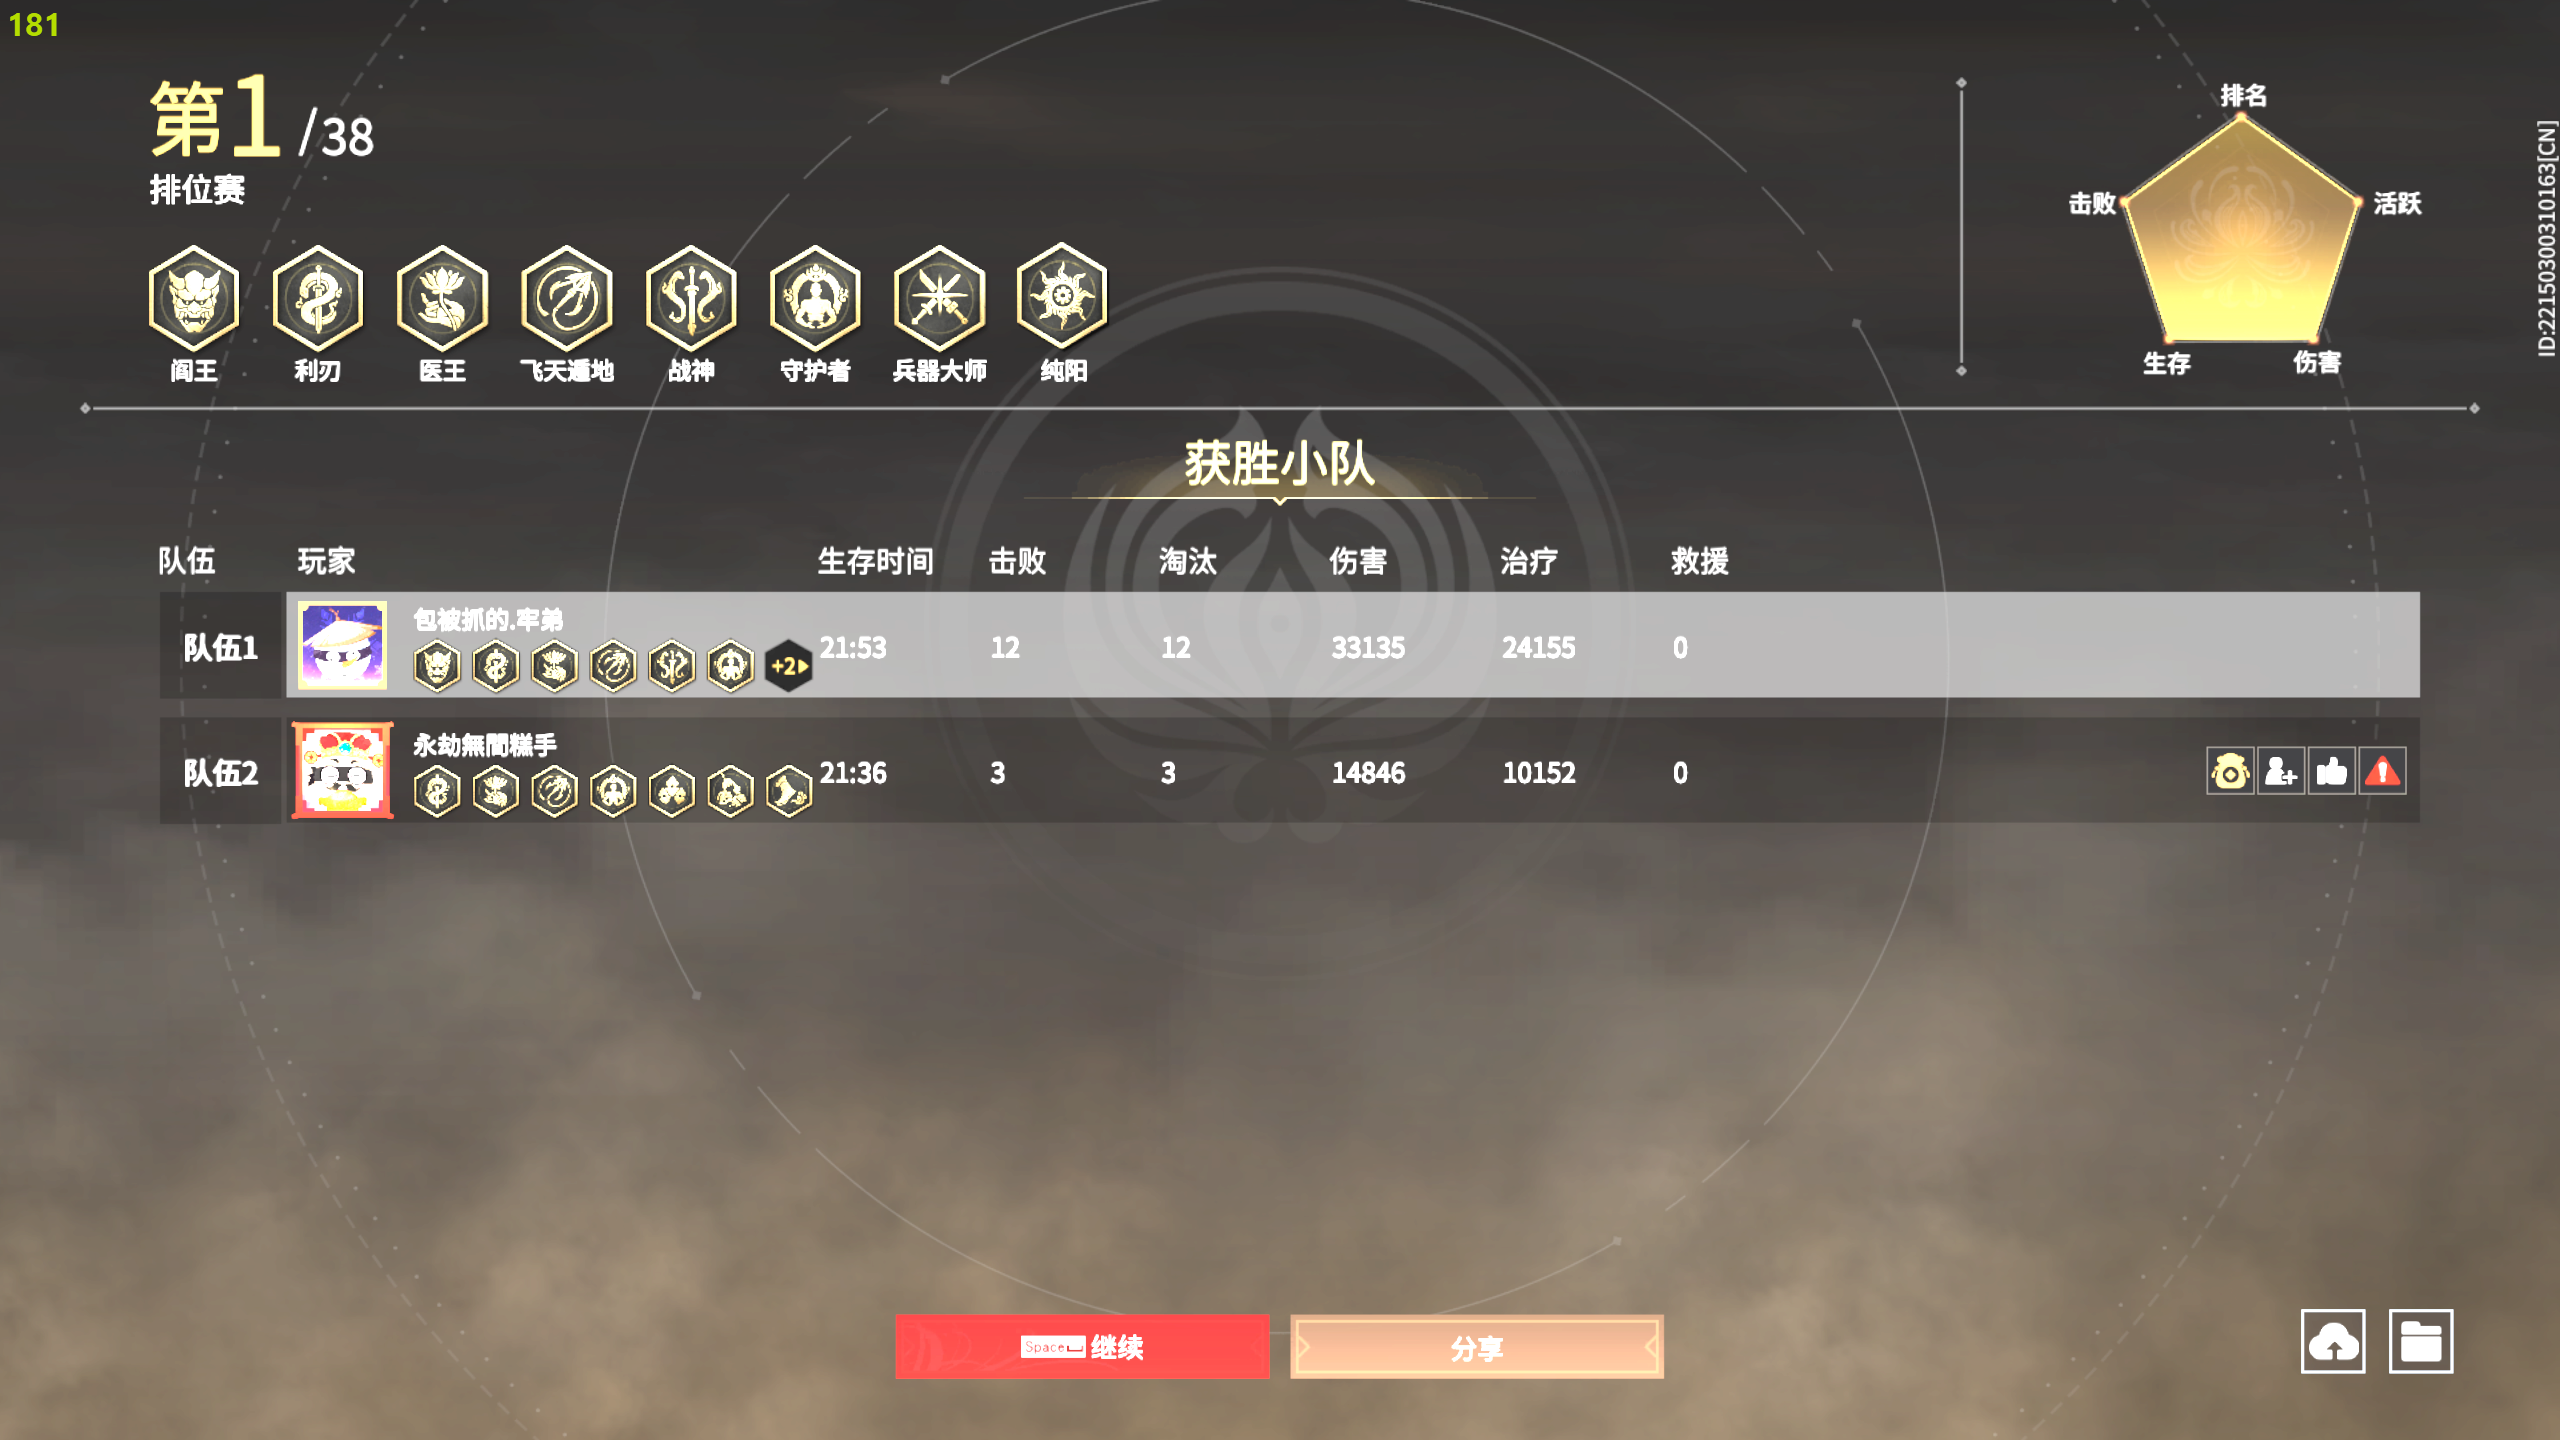 181
第1/38
排位赛
阎王 利刃 医王 飞天遁地 战神 守护者 兵器大师 纯阳
排名
击败 活跃
生存 伤害
ID:2215030031​0163[CN]
获胜小队
队伍 玩家 生存时间 击败 淘汰 伤害 治疗 救援
包被抓的.牢弟
队伍1 +2 21:53 12 12 33135 24155 0
永劫無間糕手
队伍2 21:36 3 3 14846 10152 0
Space 继续
分享